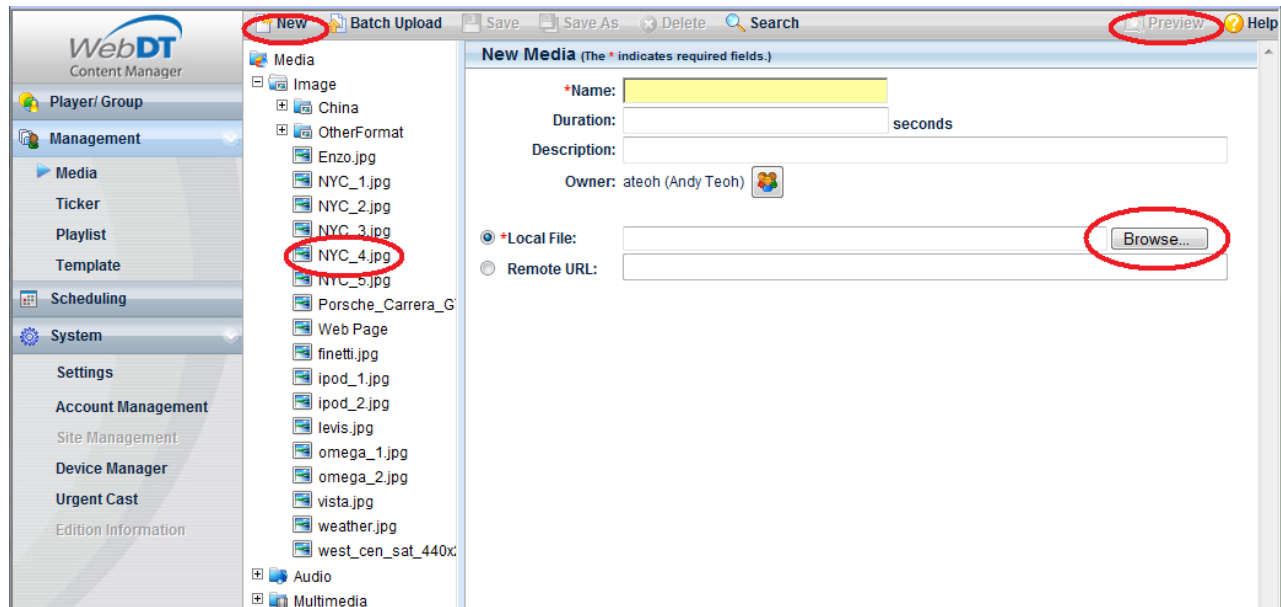 WebDT
Content Manager
Player/ Group
Management
Media
Ticker
Playlist
Template
Scheduling
System
Settings
Account Management
Site Management
Device Manager
Urgent Cast
Edition Information
New Batch Upload Save Save As Delete Search Preview Help
Media
Image
China
OtherFormat
Enzo.jpg
NYC_1.jpg
NYC_2.jpg
NYC_3.jpg
NYC_4.jpg
NYC_5.jpg
Porsche_Carrera_G
Web Page
finetti.jpg
ipod_1.jpg
ipod_2.jpg
levis.jpg
omega_1.jpg
omega_2.jpg
vista.jpg
weather.jpg
west_cen_sat_440x
Audio
Multimedia
New Media (The * indicates required fields.)
*Name:
Duration: seconds
Description:
Owner: ateoh (Andy Teoh)
*Local File: Browse...
Remote URL: